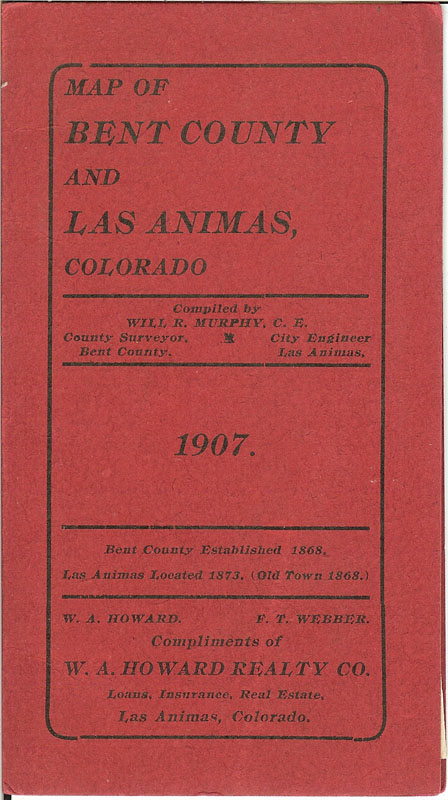 MAP OF
BENT COUNTY
AND
LAS ANIMAS,
COLORADO
Compiled by
WILL R. MURPHY, C. E.
County Surveyor, City Engineer
Bent County. Las Animas.
1907.
Bent County Established 1868.
Las Animas Located 1873. (Old Town 1868.)
W. A. HOWARD. F. T. WEBBER.
Compliments of
W. A. HOWARD REALTY CO.
Loans, Insurance, Real Estate,
Las Animas, Colorado.